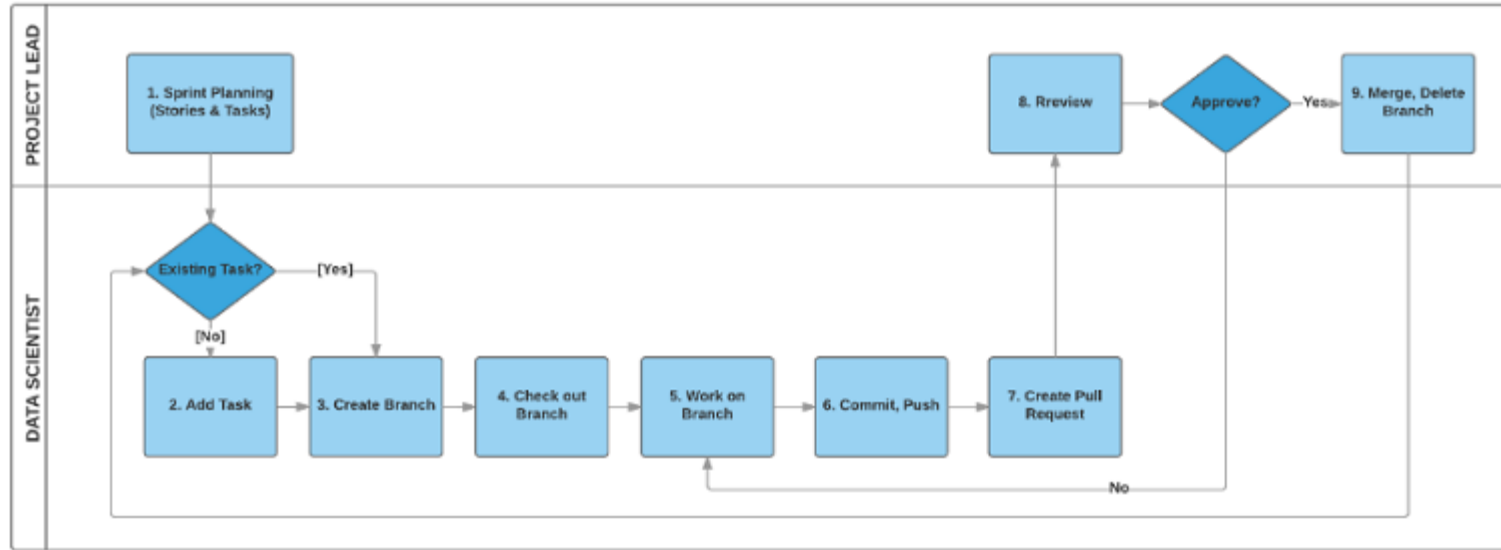 PROJECT LEAD
1. Sprint Planning
(Stories & Tasks)
8. Rreview
Approve?
Yes
9. Merge, Delete
Branch
DATA SCIENTIST
Existing Task?
[Yes]
[No]
2. Add Task
3. Create Branch
4. Check out
Branch
5. Work on
Branch
6. Commit, Push
7. Create Pull
Request
No